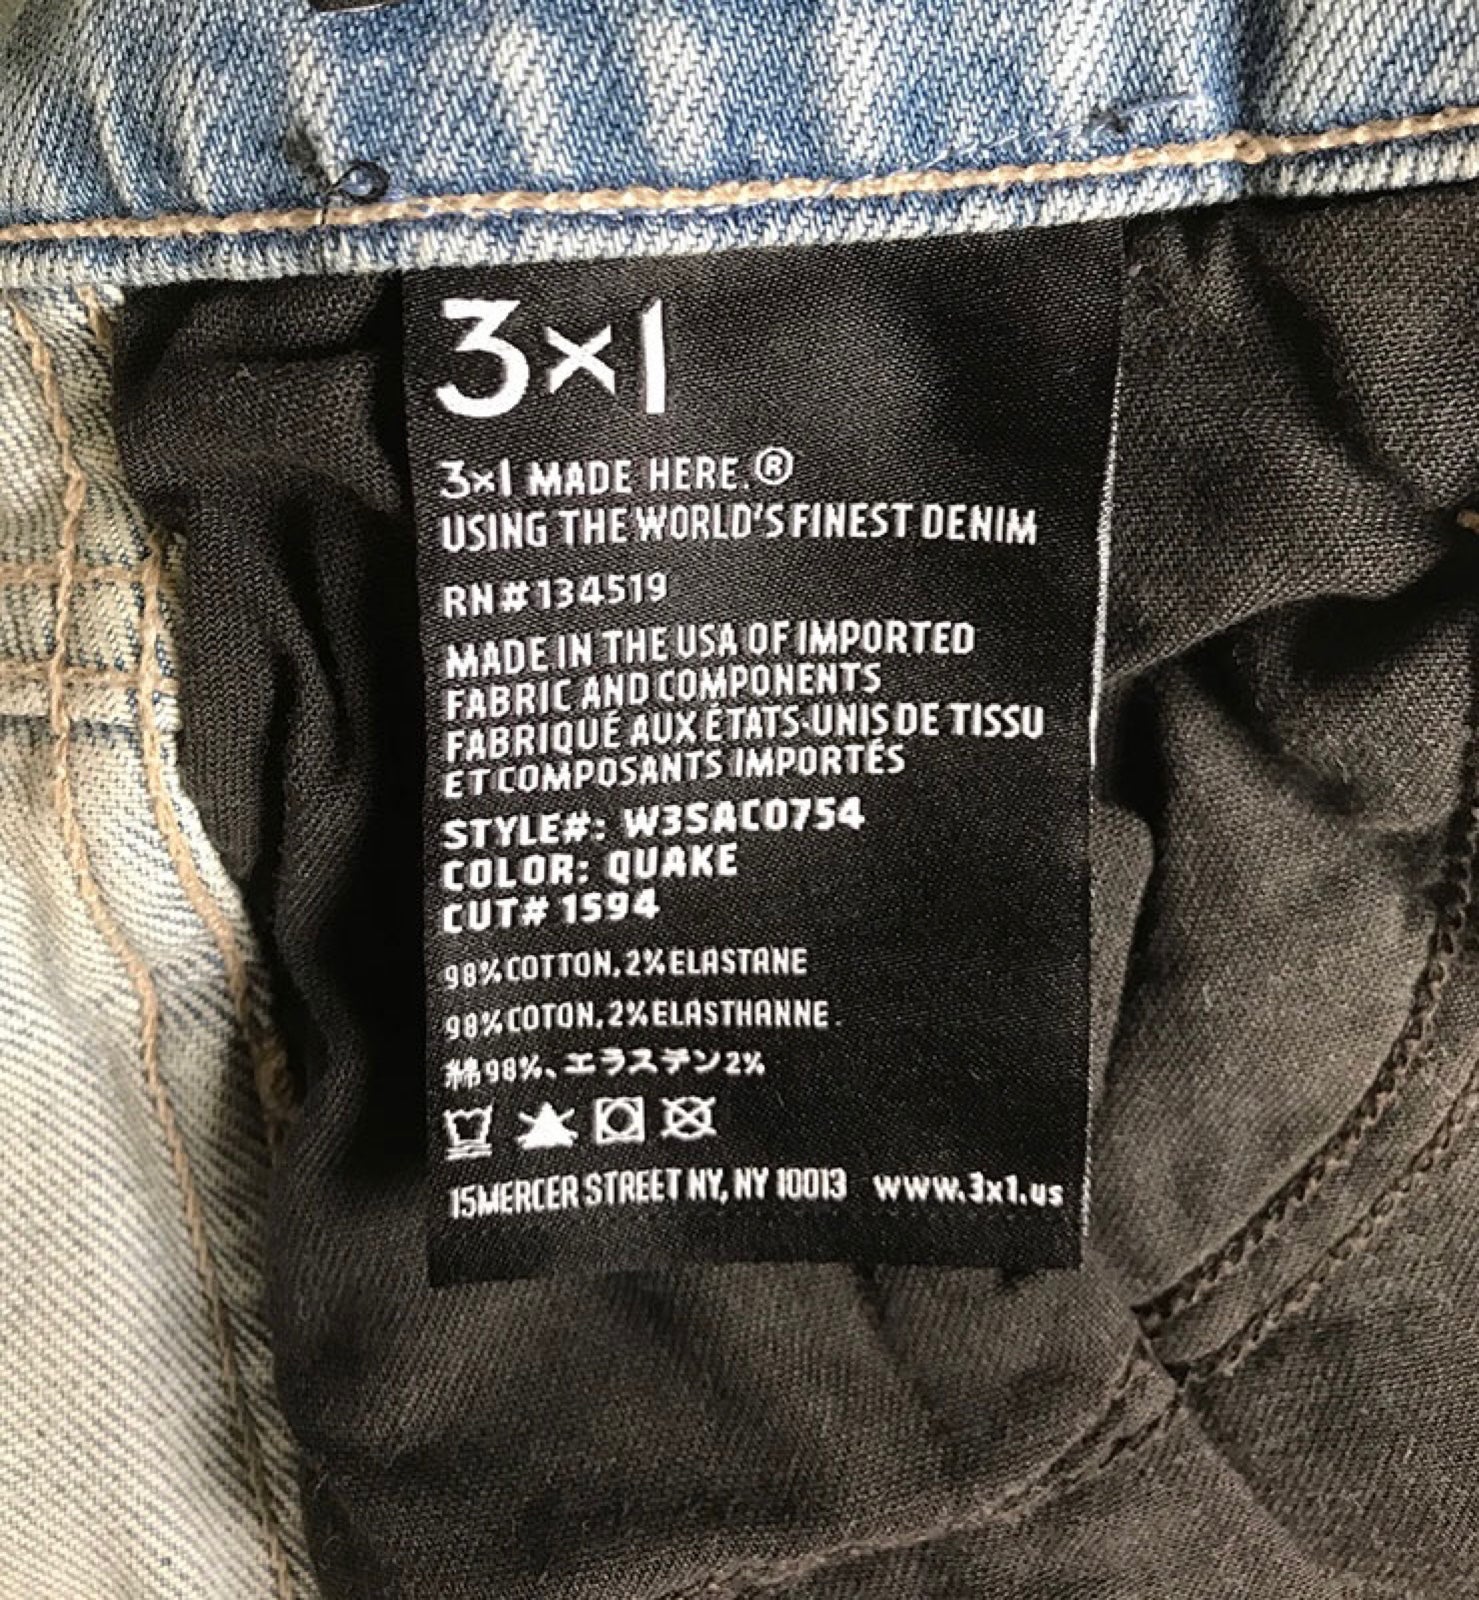 3×1
3×1 MADE HERE.®
USING THE WORLD'S FINEST DENIM
RN#134519
MADE IN THE USA OF IMPORTED
FABRIC AND COMPONENTS
FABRIQUÉ AUX ÉTATS-UNIS DE TISSU
ET COMPOSANTS IMPORTÉS
STYLE#: W3SAC0754
COLOR: QUAKE
CUT# 1594
98% COTTON, 2% ELASTANE
98% COTON, 2% ELASTHANNE.
綿98%、エラステン2%
15 MERCER STREET NY, NY 10013 www.3x1.us